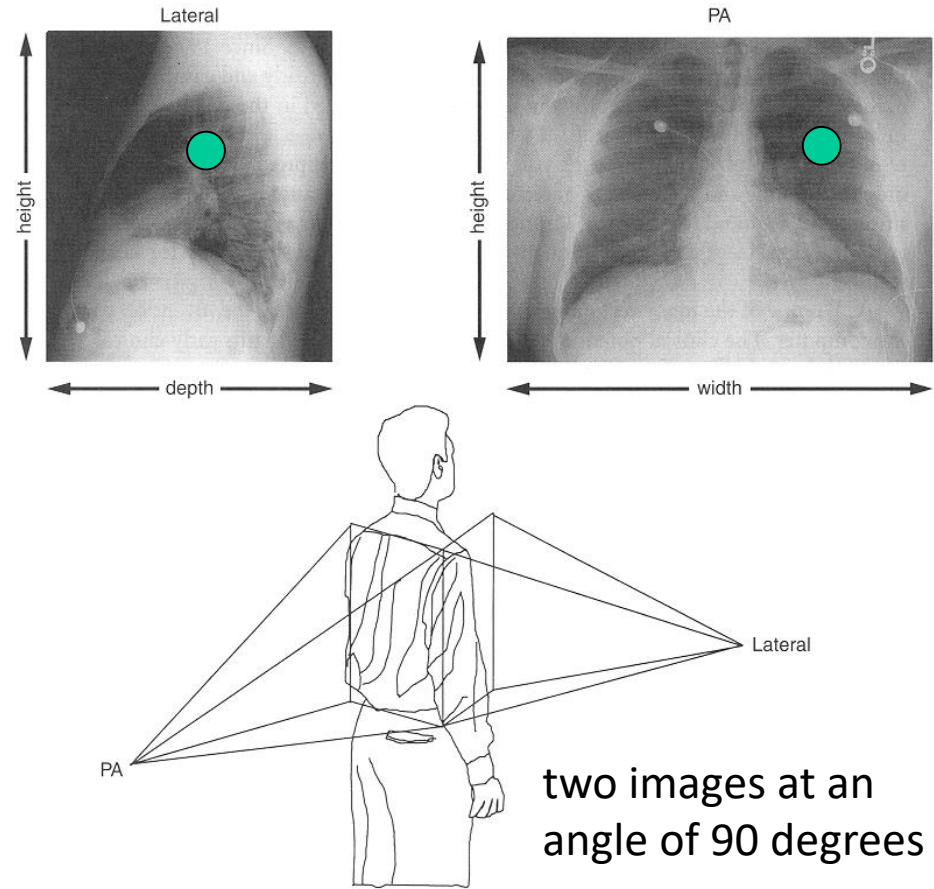 Lateral
PA
height
height
depth
width
Lateral
PA
two images at an
angle of 90 degrees